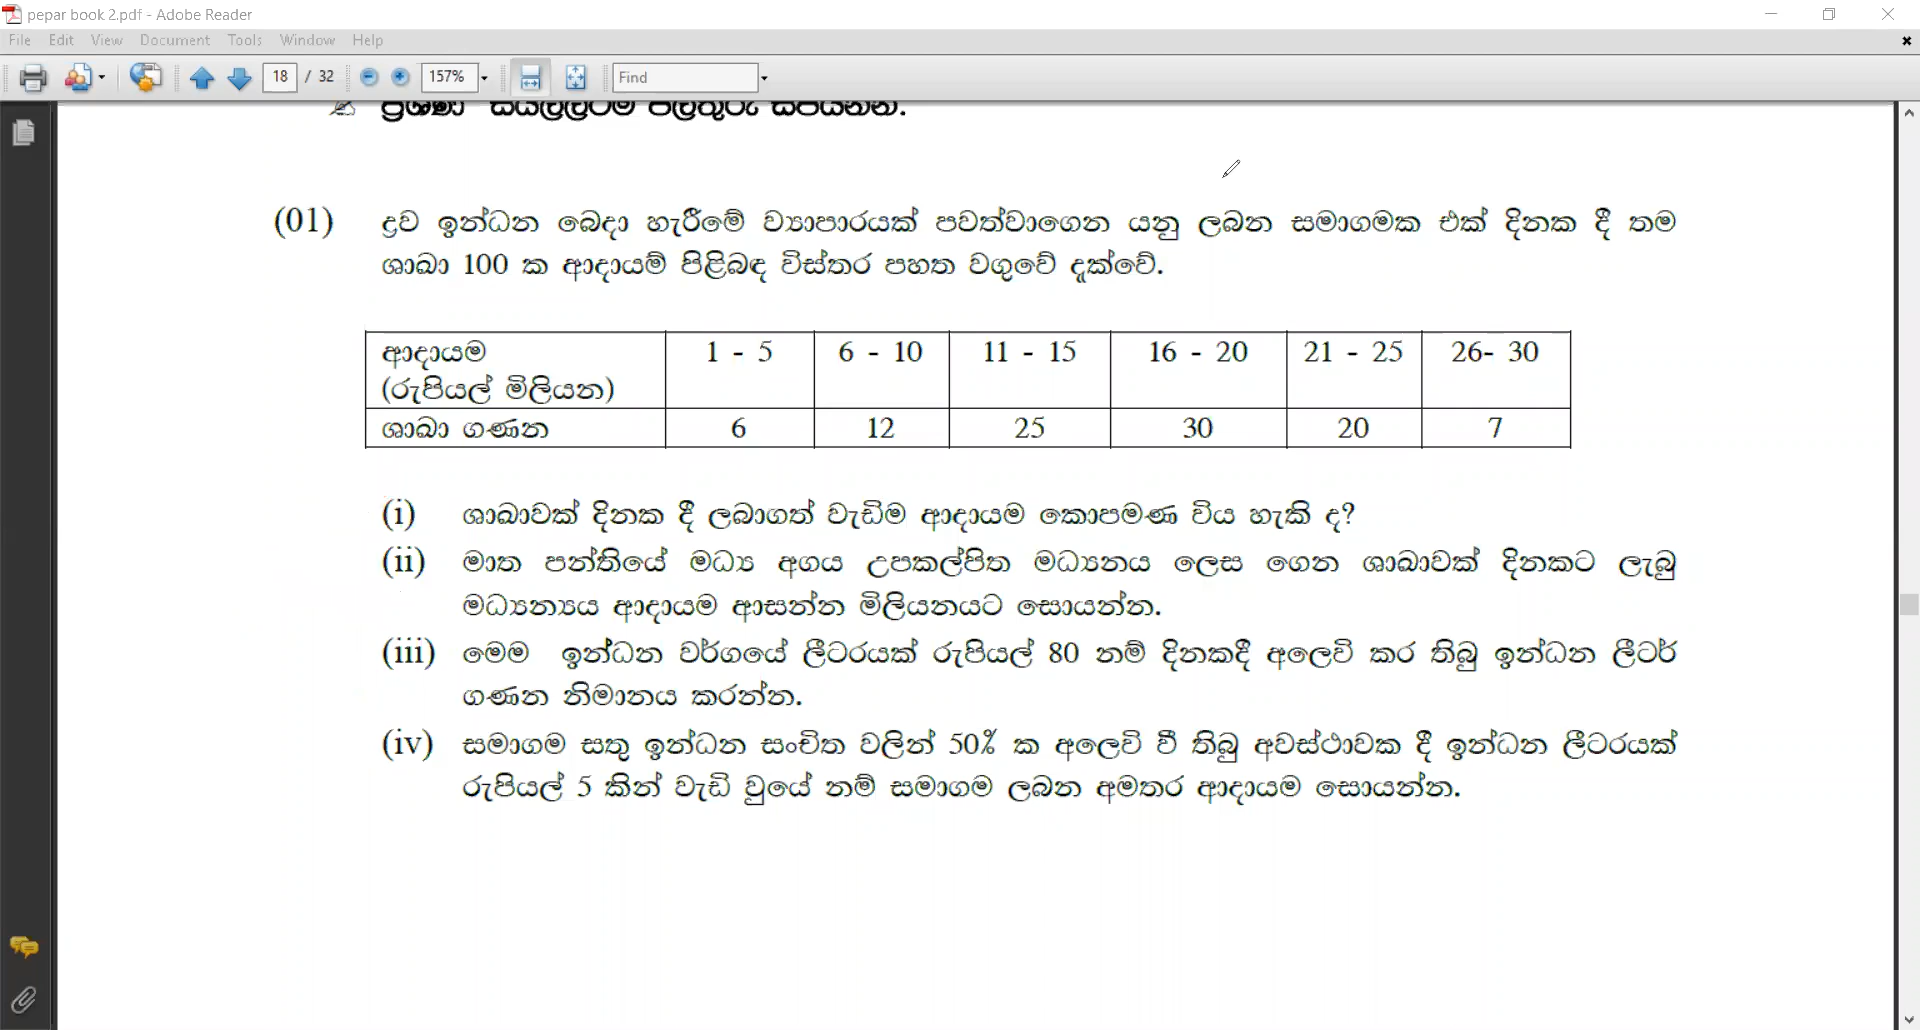 pepar book 2.pdf - Adobe Reader
File Edit View Document Tools Window Help
18 / 32 157% Find
ප්‍රශ්ණ සියල්ලටම පිළිතුරු සපයන්න.
(01) ද්‍රව ඉන්ධන බෙදා හැරීමේ ව්‍යාපාරයක් පවත්වාගෙන යනු ලබන සමාගමක එක් දිනක දී තම
ශාඛා 100 ක ආදායම් පිළිබඳ විස්තර පහත වගුවේ දැක්වේ.
ආදායම 1 - 5 6 - 10 11 - 15 16 - 20 21 - 25 26- 30
(රුපියල් මිලියන)
ශාඛා ගණන 6 12 25 30 20 7
(i) ශාඛාවක් දිනක දී ලබාගත් වැඩිම ආදායම කොපමණ විය හැකි ද?
(ii) මාත පන්තියේ මධ්‍ය අගය උපකල්පිත මධ්‍යනය ලෙස ගෙන ශාඛාවක් දිනකට ලැබු
මධ්‍යන්‍යය ආදායම ආසන්න මිලියනයට සොයන්න.
(iii) මෙම ඉන්ධන වර්ගයේ ලීටරයක් රුපියල් 80 නම් දිනකදී අලෙවි කර තිබු ඉන්ධන ලීටර්
ගණන නිමානය කරන්න.
(iv) සමාගම සතු ඉන්ධන සංචිත වලින් 50% ක අලෙවි වී තිබු අවස්ථාවක දී ඉන්ධන ලීටරයක්
රුපියල් 5 කින් වැඩි වුයේ නම් සමාගම ලබන අමතර ආදායම සොයන්න.